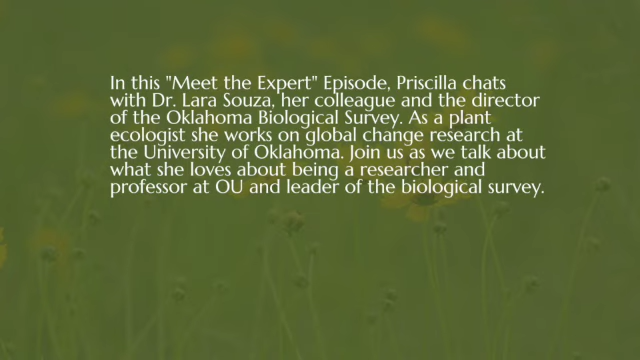 In this "Meet the Expert" Episode, Priscilla chats
with Dr. Lara Souza, her colleague and the director
of the Oklahoma Biological Survey. As a plant
ecologist she works on global change research at
the University of Oklahoma. Join us as we talk about
what she loves about being a researcher and
professor at OU and leader of the biological survey.